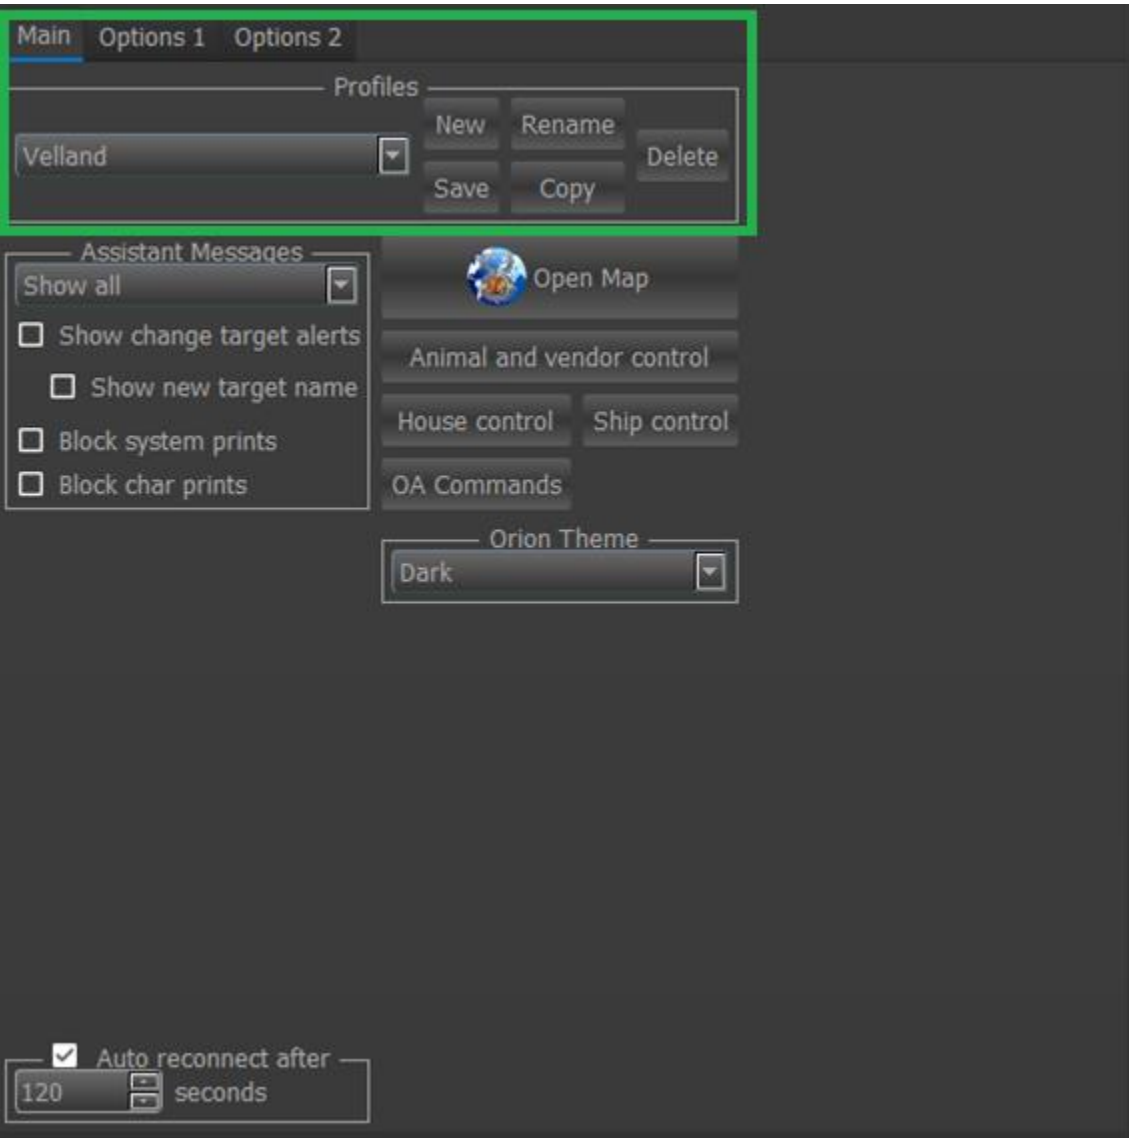 Main Options 1 Options 2
Profiles
Velland
New Rename
Delete
Save Copy
Assistant Messages
Show all
Show change target alerts
Show new target name
Block system prints
Block char prints
Open Map
Animal and vendor control
House control Ship control
OA Commands
Orion Theme
Dark
Auto reconnect after
120 seconds